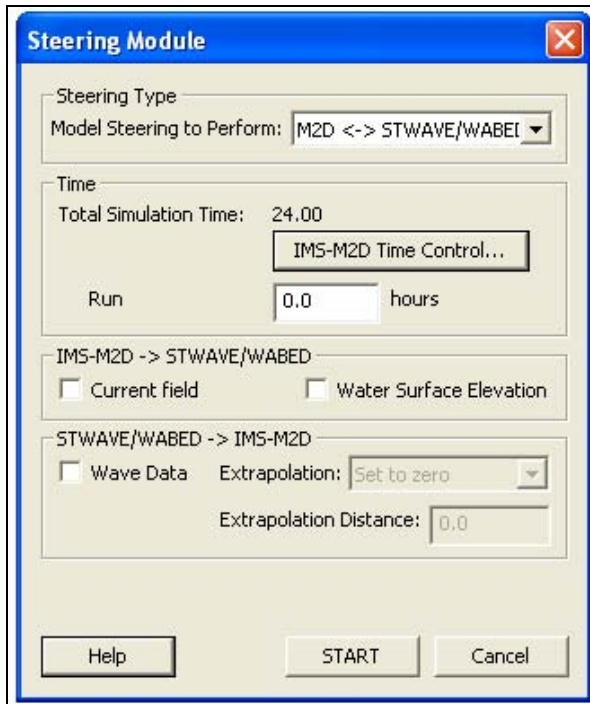 Steering Module
Steering Type
Model Steering to Perform: M2D <-> STWAVE/WABED
Time
Total Simulation Time: 24.00
IMS-M2D Time Control...
Run 0.0 hours
IMS-M2D -> STWAVE/WABED
Current field Water Surface Elevation
STWAVE/WABED -> IMS-M2D
Wave Data Extrapolation: Set to zero
Extrapolation Distance: 0.0
Help START Cancel